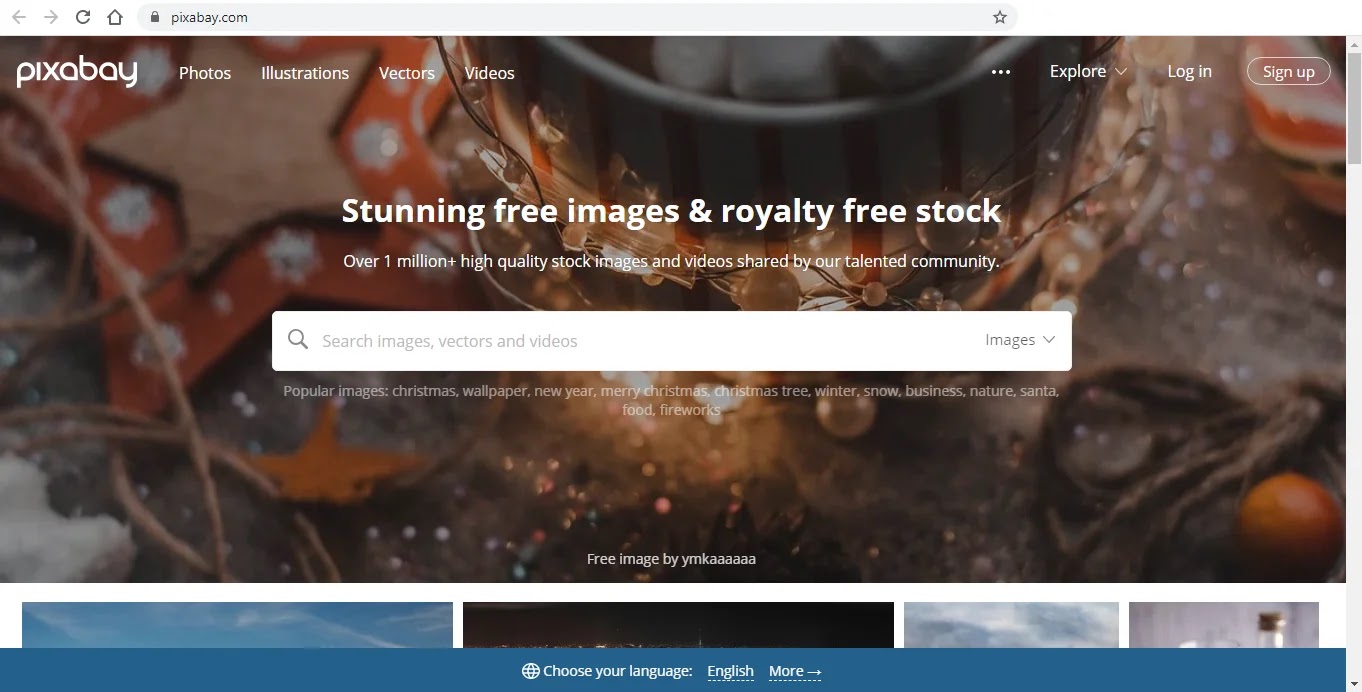 pixabay.com
pixabay Photos Illustrations Vectors Videos ••• Explore Log in Sign up
Stunning free images & royalty free stock
Over 1 million+ high quality stock images and videos shared by our talented community.
Search images, vectors and videos Images
Popular images: christmas, wallpaper, new year, merry christmas, christmas tree, winter, snow, business, nature, santa,
food, fireworks
Free image by ymkaaaaaa
Choose your language: English More →